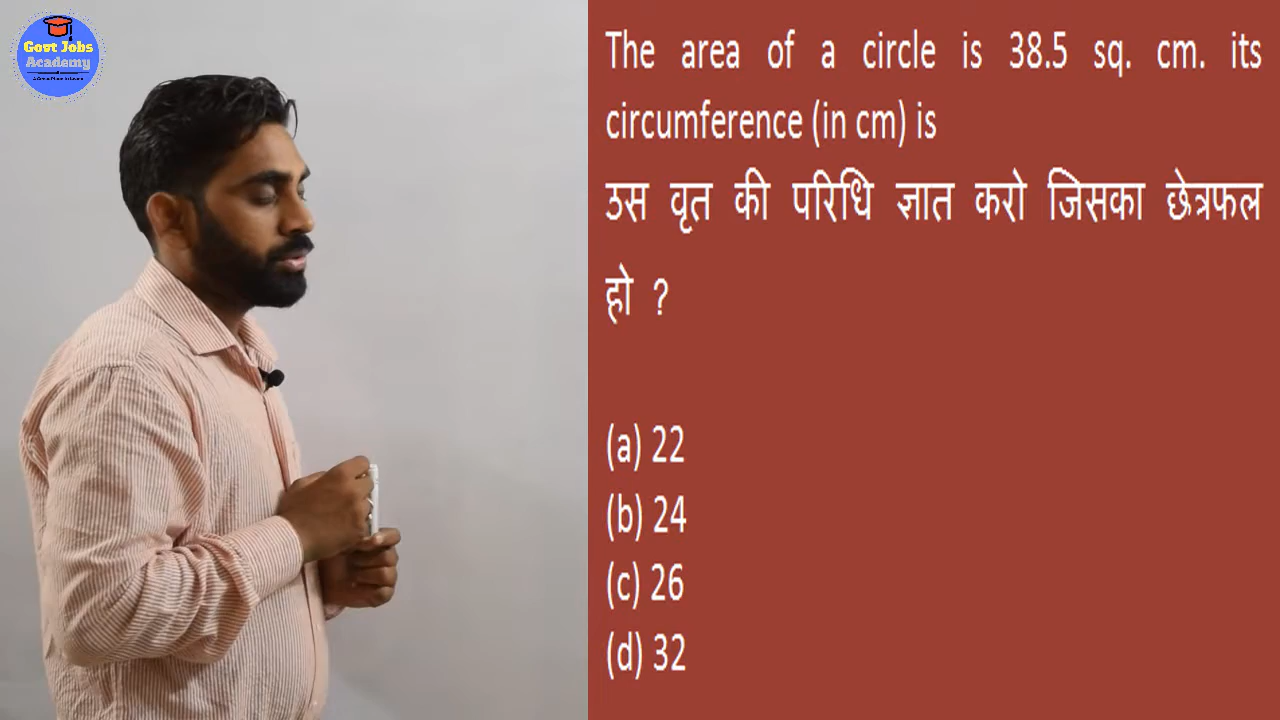 Govt Jobs
Academy
The area of a circle is 38.5 sq. cm. its
circumference (in cm) is
उस वृत की परिधि ज्ञात करो जिसका छेत्रफल
हो ?
(a) 22
(b) 24
(c) 26
(d) 32